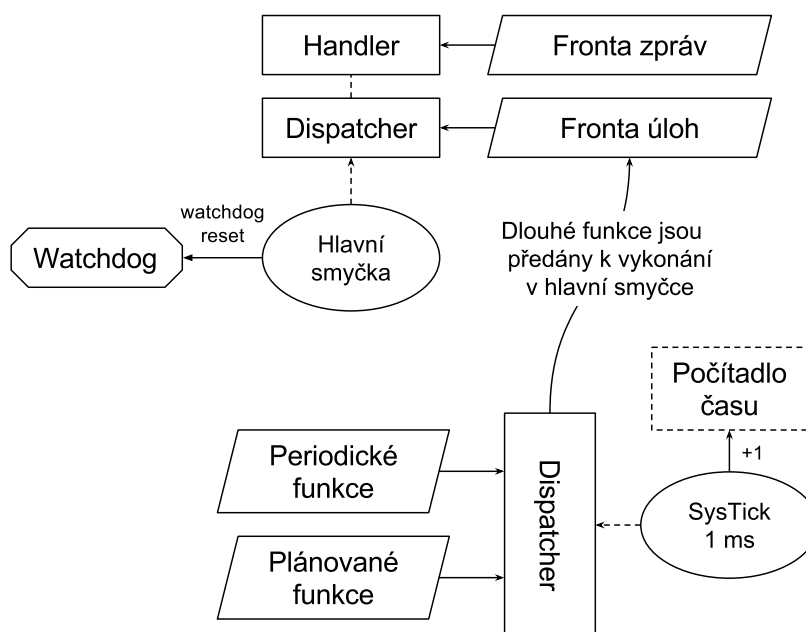 Handler
Fronta zpráv
Dispatcher
Fronta úloh
watchdog
reset
Watchdog
Hlavní
smyčka
Dlouhé funkce jsou
předány k vykonání
v hlavní smyčce
Počítadlo
času
+1
Periodické
funkce
Dispatcher
SysTick
1 ms
Plánované
funkce